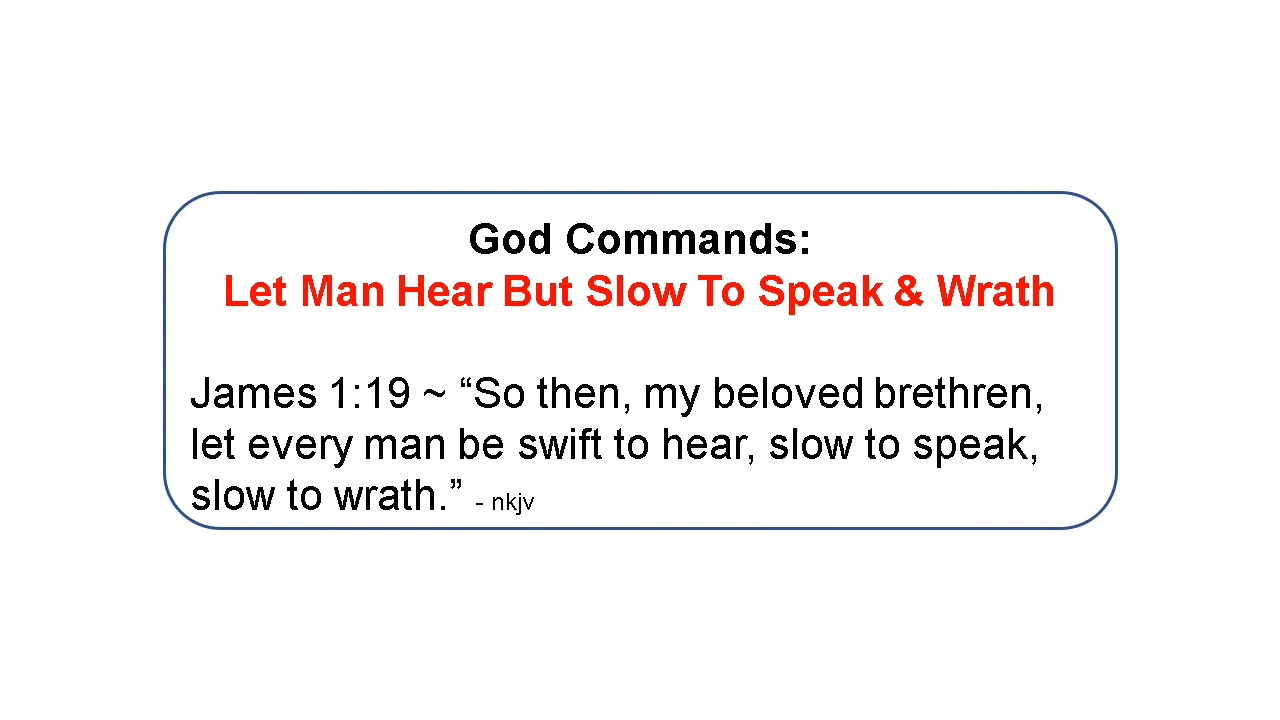 God Commands:
Let Man Hear But Slow To Speak & Wrath
James 1:19 ~ “So then, my beloved brethren,
let every man be swift to hear, slow to speak,
slow to wrath.” - nkjv